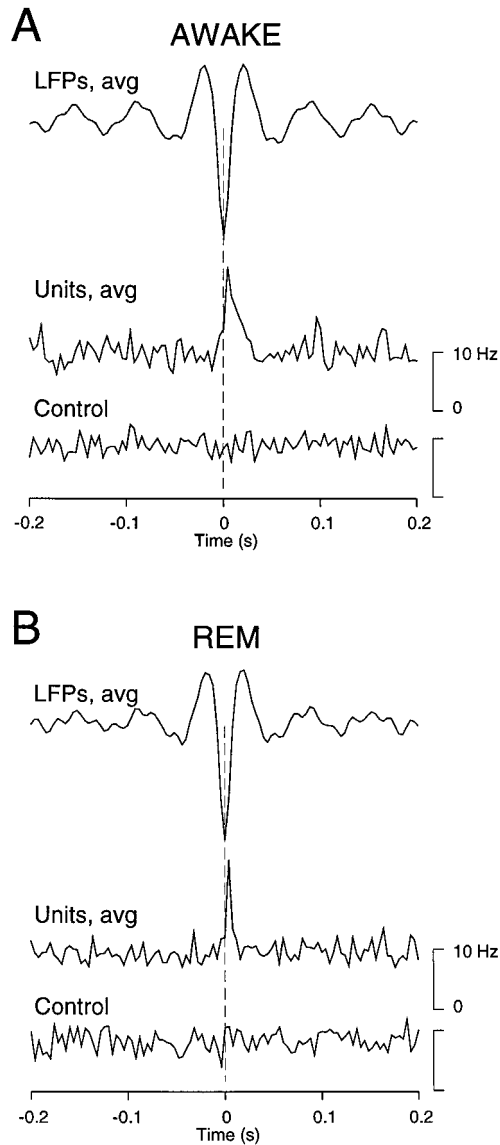 A
AWAKE
LFPs, avg
Units, avg
10 Hz
0
Control
-0.2 -0.1 0 0.1 0.2
Time (s)
B
REM
LFPs, avg
Units, avg
10 Hz
0
Control
-0.2 -0.1 0 0.1 0.2
Time (s)